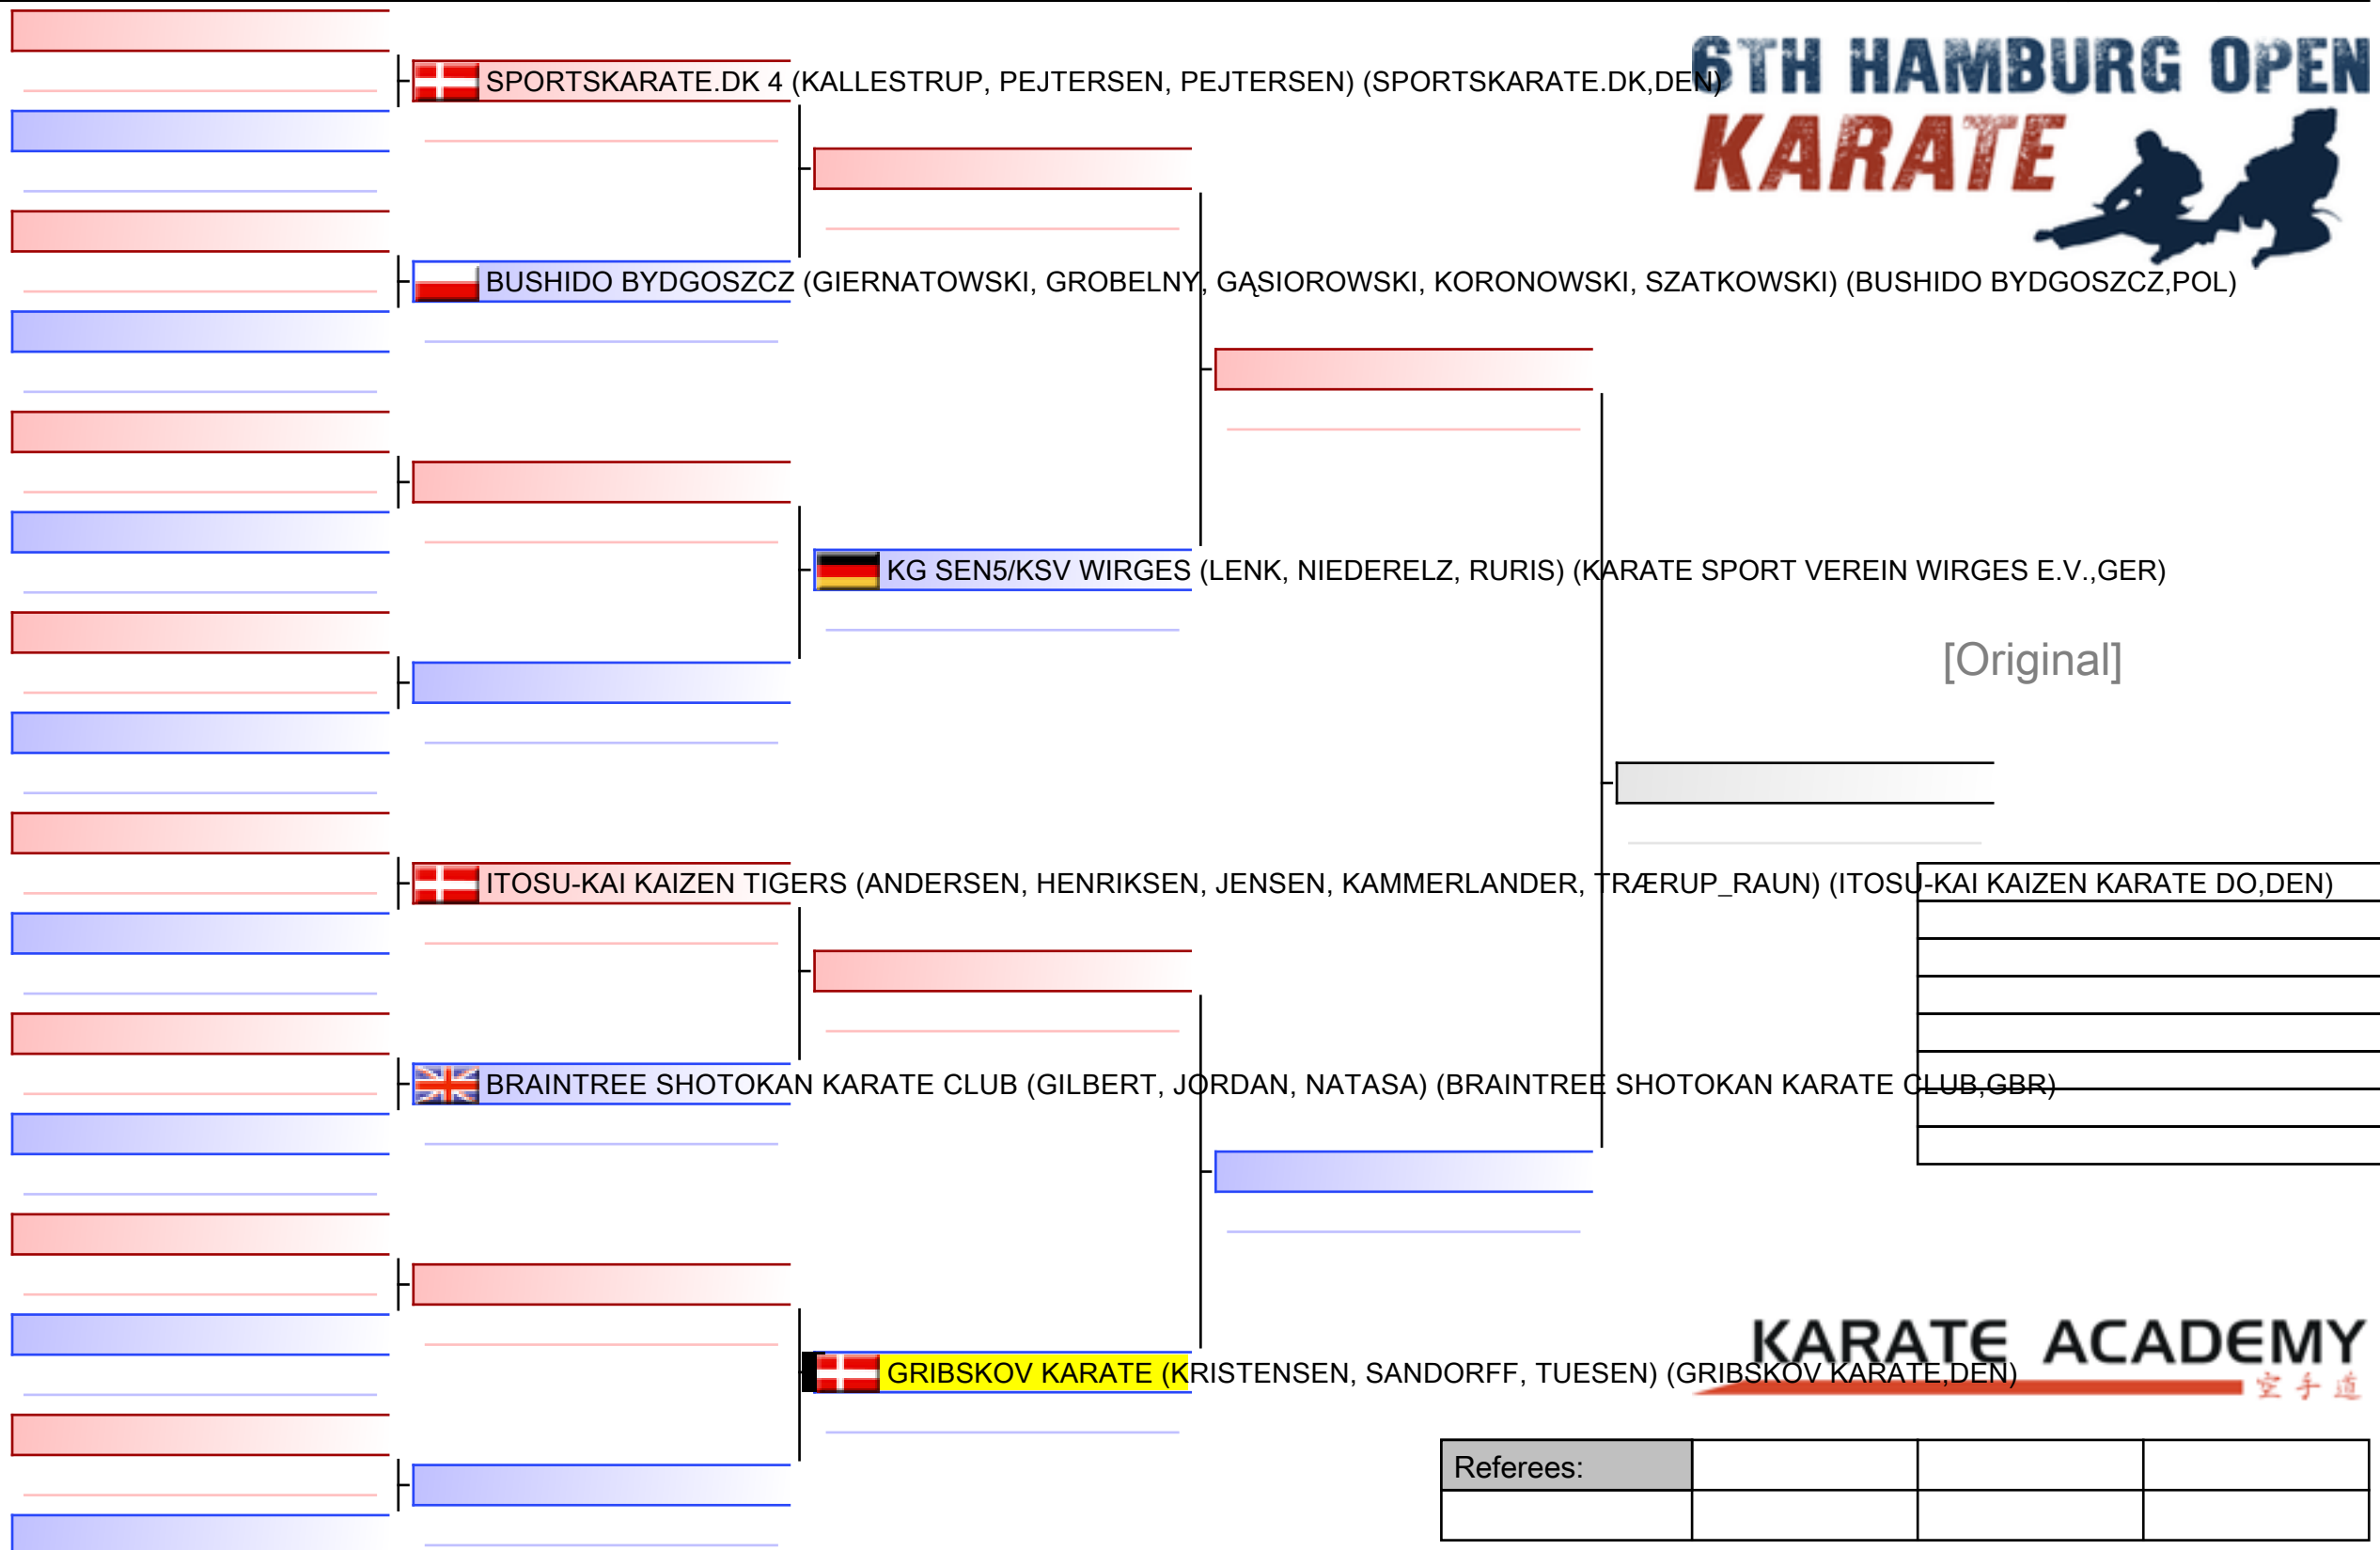 6TH HAMBURG OPEN
KARATE
SPORTSKARATE.DK 4 (KALLESTRUP, PEJTERSEN, PEJTERSEN) (SPORTSKARATE.DK,DEN)
BUSHIDO BYDGOSZCZ (GIERNATOWSKI, GROBELNY, GĄSIOROWSKI, KORONOWSKI, SZATKOWSKI) (BUSHIDO BYDGOSZCZ,POL)
KG SEN5/KSV WIRGES (LENK, NIEDERELZ, RURIS) (KARATE SPORT VEREIN WIRGES E.V.,GER)
[Original]
ITOSU-KAI KAIZEN TIGERS (ANDERSEN, HENRIKSEN, JENSEN, KAMMERLANDER, TRÆRUP_RAUN) (ITOSU-KAI KAIZEN KARATE DO,DEN)
BRAINTREE SHOTOKAN KARATE CLUB (GILBERT, JORDAN, NATASA) (BRAINTREE SHOTOKAN KARATE CLUB,GBR)
KARATE ACADEMY
GRIBSKOV KARATE (KRISTENSEN, SANDORFF, TUESEN) (GRIBSKOV KARATE,DEN)
空手道
Referees: